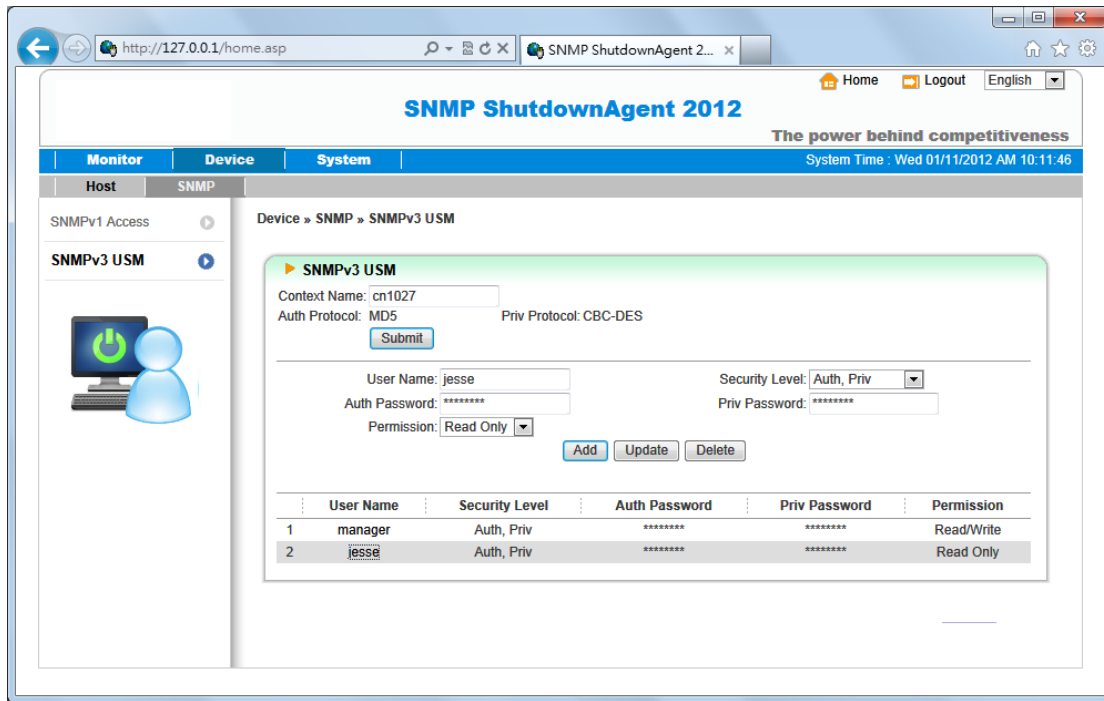 http://127.0.0.1/home.asp
SNMP ShutdownAgent 2...
Home Logout English
SNMP ShutdownAgent 2012
The power behind competitiveness
Monitor Device System System Time : Wed 01/11/2012 AM 10:11:46
Host SNMP
SNMPv1 Access
SNMPv3 USM
Device » SNMP » SNMPv3 USM
SNMPv3 USM
Context Name: cn1027
Auth Protocol: MD5 Priv Protocol: CBC-DES
Submit
User Name: jesse Security Level: Auth, Priv
Auth Password: ******** Priv Password: ********
Permission: Read Only
Add Update Delete
User Name Security Level Auth Password Priv Password Permission
1 manager Auth, Priv ******** ******** Read/Write
2 jesse Auth, Priv ******** ******** Read Only